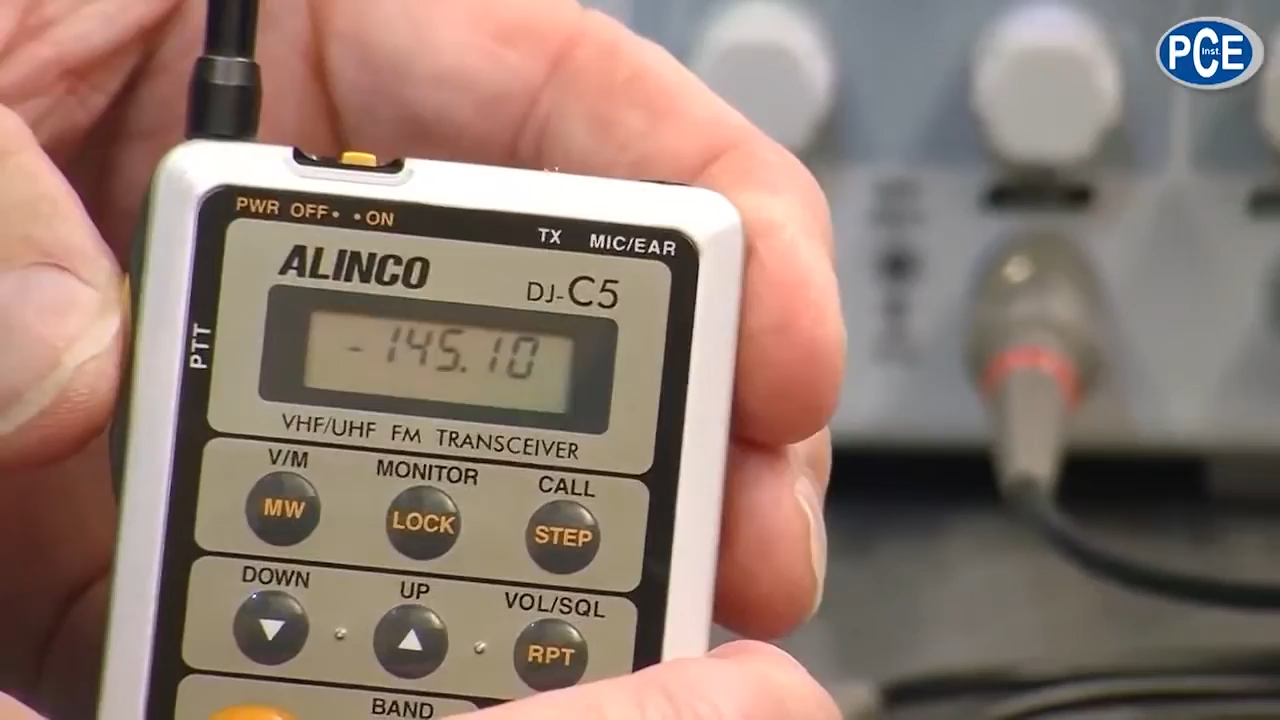 PCE
Inst.
PWR OFF• •ON
TX MIC/EAR
ALINCO
DJ-C5
PTT
-145.10
VHF/UHF FM TRANSCEIVER
V/M MONITOR CALL
MW LOCK STEP
DOWN UP VOL/SQL
RPT
BAND